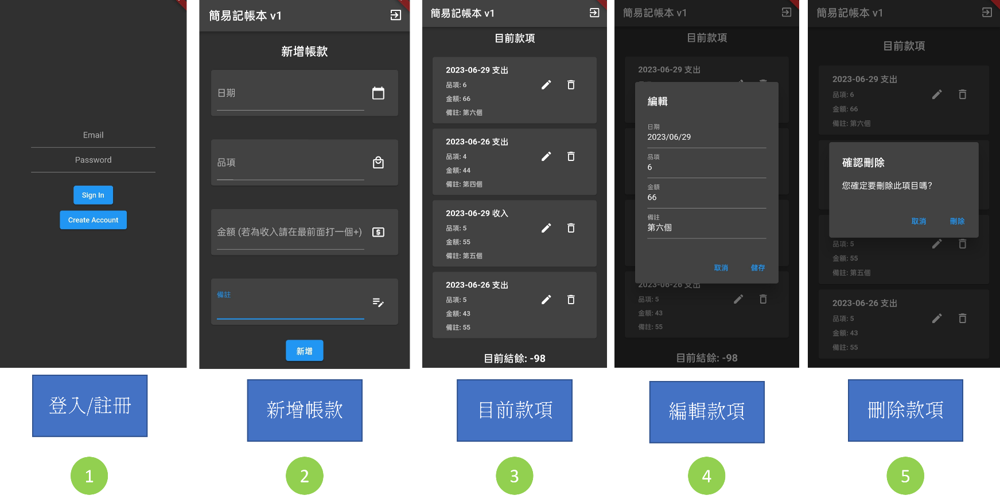 Email
Password
Sign In
Create Account
登入/註冊
1
簡易記帳本 v1
新增帳款
日期
品項
金額 (若為收入請在最前面打一個+)
備註
新增
新增帳款
2
簡易記帳本 v1
目前款項
2023-06-29 支出
品項: 6
金額: 66
備註: 第六個
2023-06-26 支出
品項: 4
金額: 44
備註: 第四個
2023-06-29 收入
品項: 5
金額: 55
備註: 第五個
2023-06-26 支出
品項: 5
金額: 43
備註: 55
目前結餘: -98
目前款項
3
簡易記帳本 v1
目前款項
2023-06-29 支出
編輯
日期
2023/06/29
品項
6
金額
66
備註
第六個
取消 儲存
2023-06-26 支出
品項: 5
金額: 43
備註: 55
目前結餘: -98
編輯款項
4
簡易記帳本 v1
目前款項
2023-06-29 支出
品項: 6
金額: 66
備註: 第六個
確認刪除
您確定要刪除此項目嗎?
取消 刪除
品項: 5
金額: 55
備註: 第五個
2023-06-26 支出
品項: 5
金額: 43
備註: 55
刪除款項
5